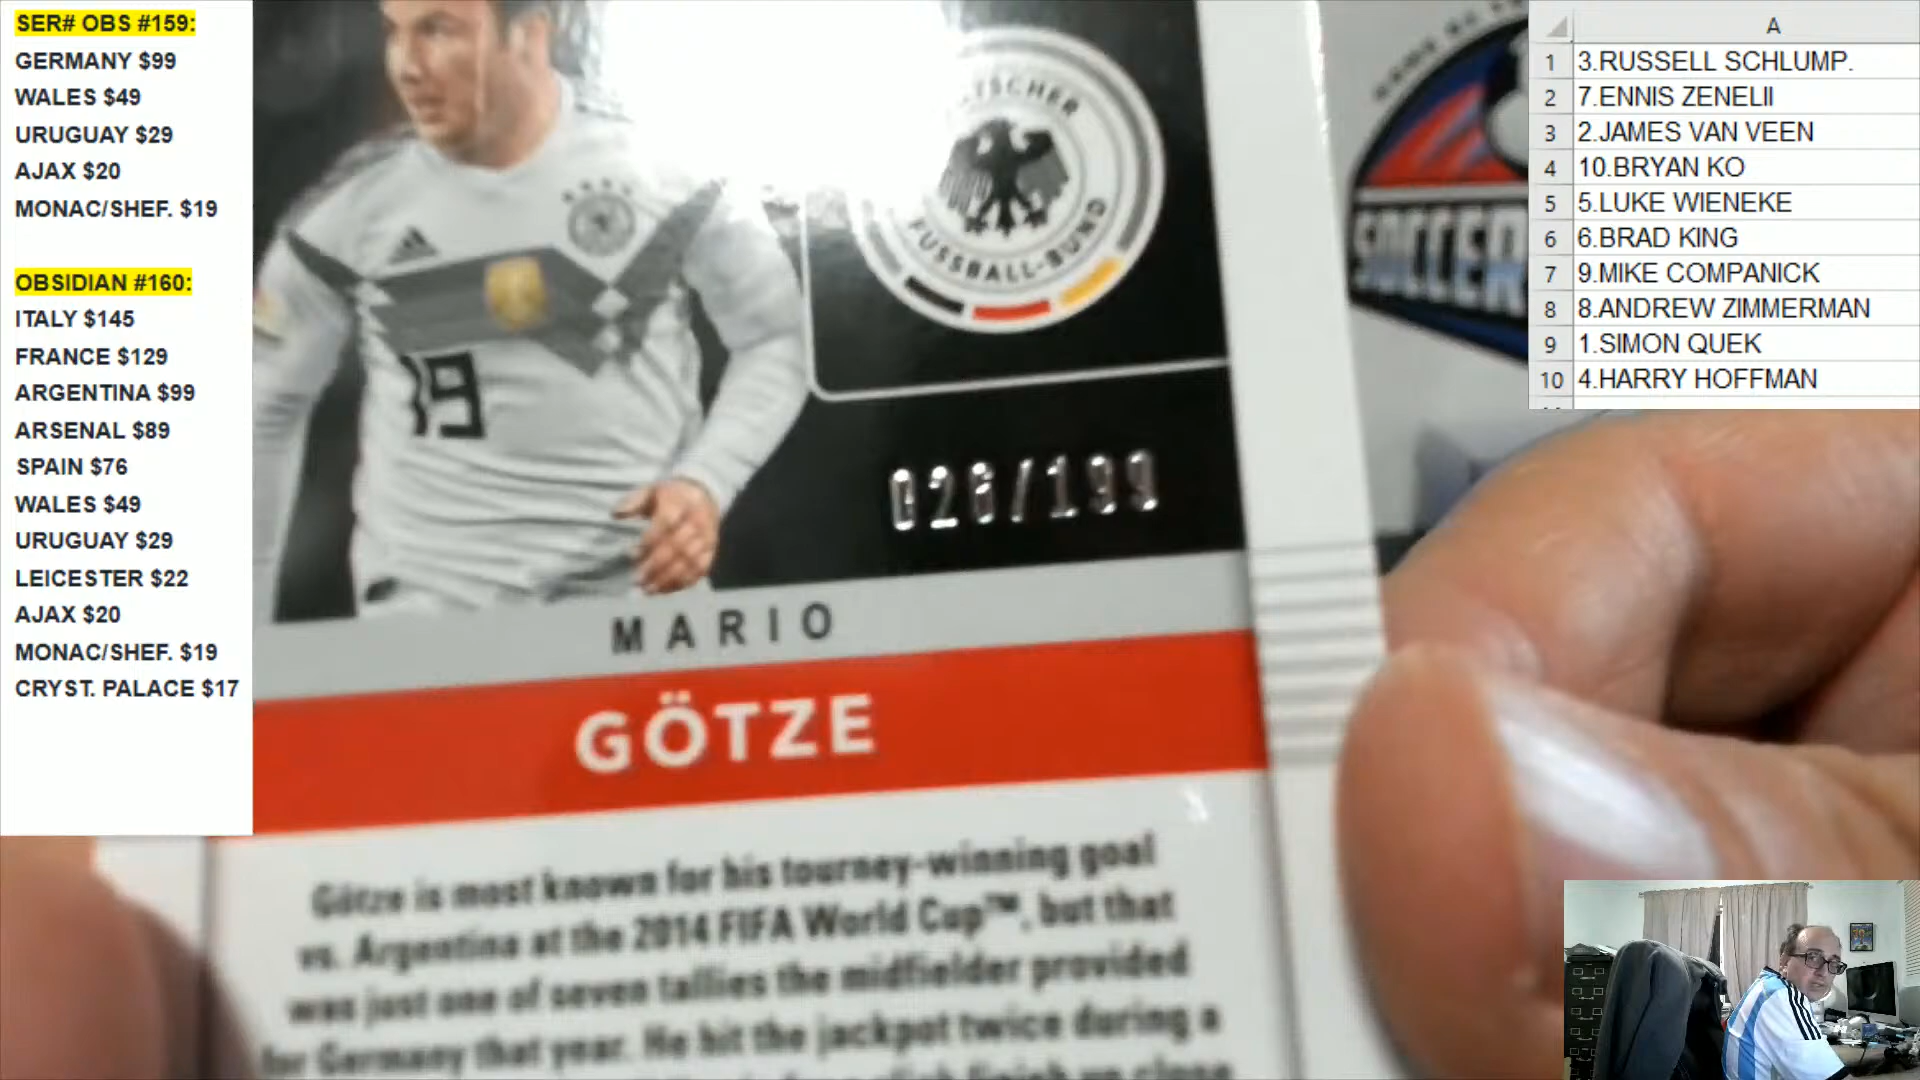 SER# OBS #159:
GERMANY $99
WALES $49
URUGUAY $29
AJAX $20
MONAC/SHEF. $19
OBSIDIAN #160:
ITALY $145
FRANCE $129
ARGENTINA $99
ARSENAL $89
SPAIN $76
WALES $49
URUGUAY $29
LEICESTER $22
AJAX $20
MONAC/SHEF. $19
CRYST. PALACE $17
FUSSBALL-BUND
19
/199
MARIO
GÖTZE
Götze is most known for his tourney-winning goal
vs. Argentina at the 2014 FIFA World Cup™, but that
was just one of seven tallies the midfielder provided
for Germany that year. He hit the jackpot twice during a
finish up close
SOCCER
A
1 3.RUSSELL SCHLUMP.
2 7.ENNIS ZENELII
3 2.JAMES VAN VEEN
4 10.BRYAN KO
5 5.LUKE WIENEKE
6 6.BRAD KING
7 9.MIKE COMPANICK
8 8.ANDREW ZIMMERMAN
9 1.SIMON QUEK
10 4.HARRY HOFFMAN